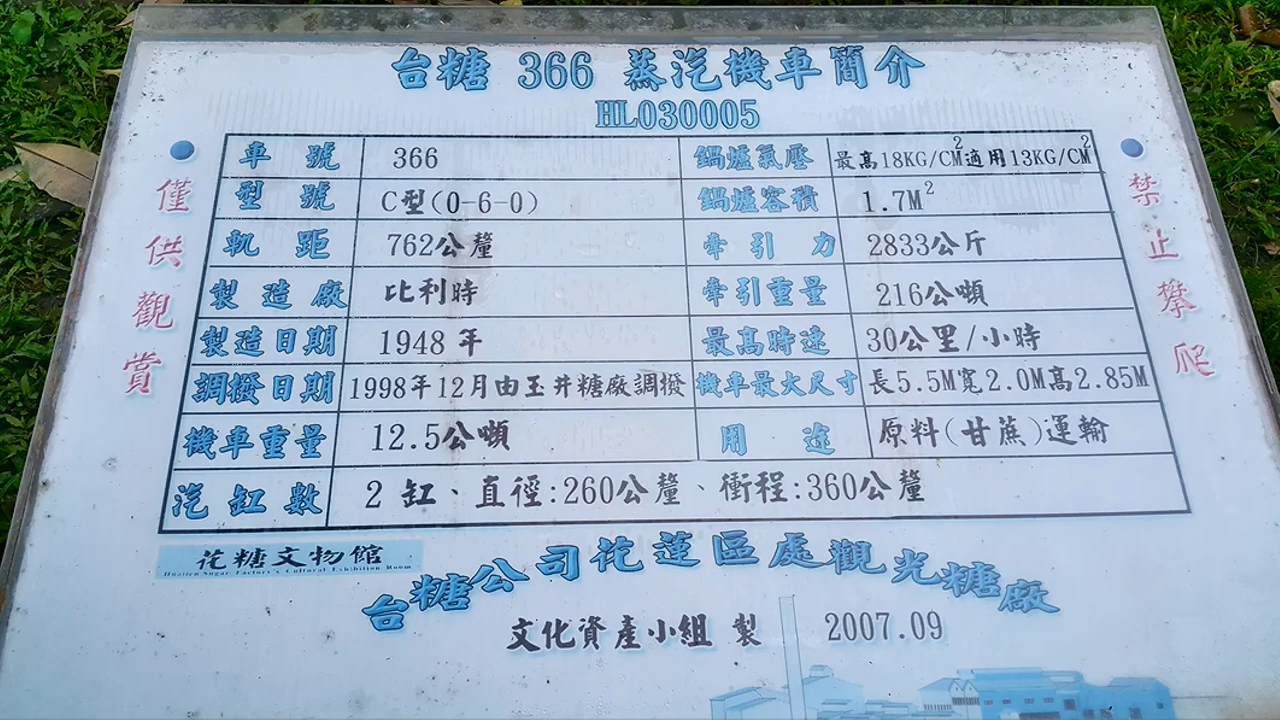 台糖 366 蒸汽機車簡介
HL030005
僅供觀賞
禁止攀爬
車號 366 鍋爐氣壓 最高18KG/CM² 適用13KG/CM²
型號 C型(0-6-0) 鍋爐容積 1.7M²
軌距 762公釐 牽引力 2833公斤
製造廠 比利時 牽引重量 216公噸
製造日期 1948年 最高時速 30公里/小時
調撥日期 1998年12月由玉井糖廠調撥 機車最大尺寸 長5.5M寬2.0M高2.85M
機車重量 12.5公噸 用途 原料(甘蔗)運輸
汽缸數 2缸、直徑:260公釐、衝程:360公釐
花糖文物館
Hualien Sugar Factory's Cultural Exhibition Room
台糖公司花蓮區處觀光糖廠
文化資產小組 製 2007.09